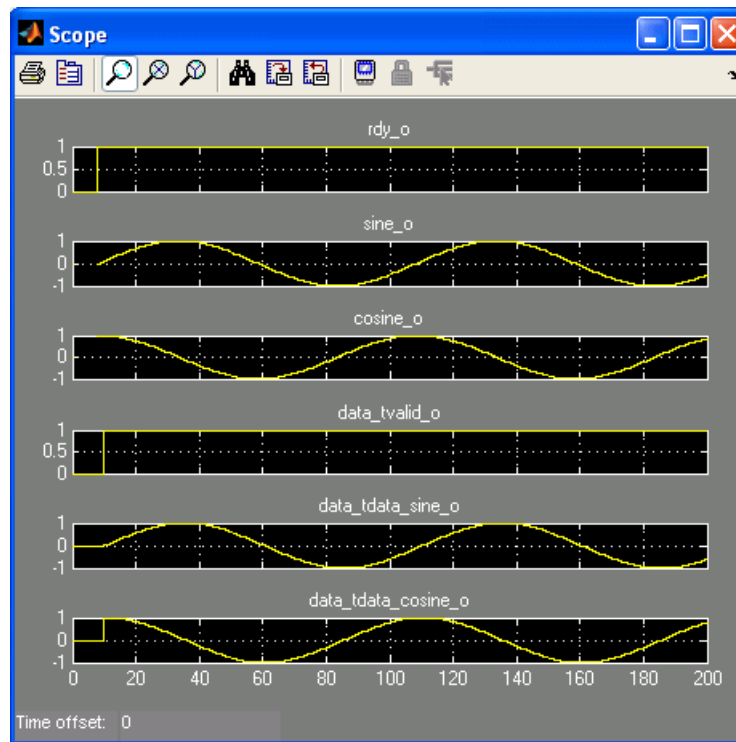 Scope
rdy_o
1
0.5
0
sine_o
1
0
-1
cosine_o
1
0
-1
data_tvalid_o
1
0.5
0
data_tdata_sine_o
1
0
-1
data_tdata_cosine_o
1
0
-1
0 20 40 60 80 100 120 140 160 180 200
Time offset: 0